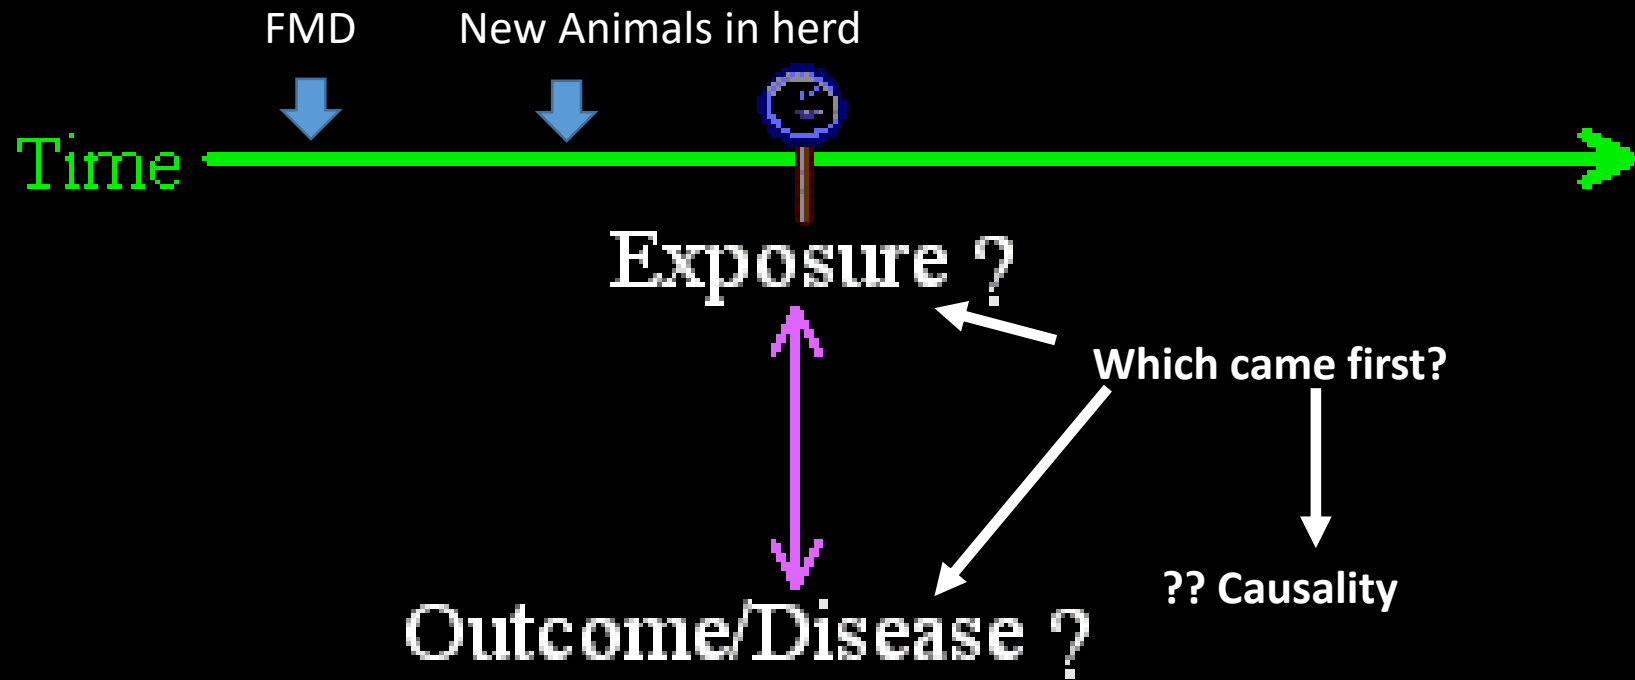 FMD
New Animals in herd
Time
Exposure ?
Which came first?
?? Causality
Outcome/Disease ?